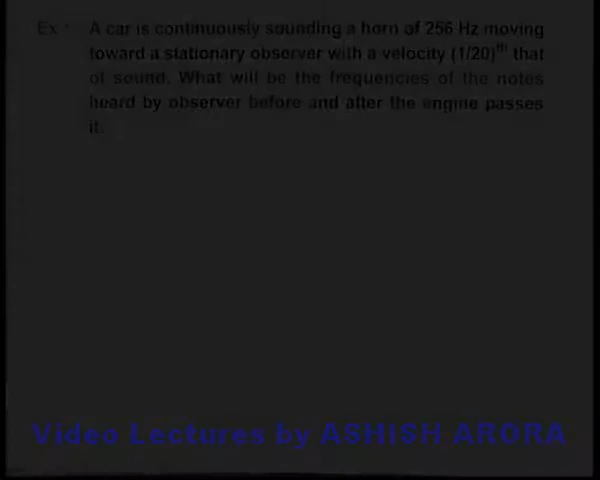 Ex : A car is continuously sounding a horn of 256 Hz moving
toward a stationary observer with a velocity (1/20)th that
of sound. What will be the frequencies of the notes
heard by observer before and after the engine passes
it.
Video Lectures by ASHISH ARORA